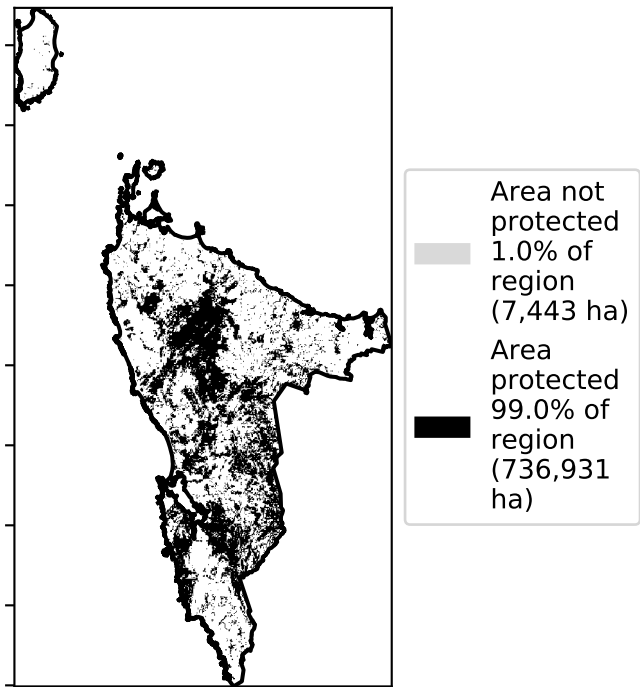 Area not
protected
1.0% of
region
(7,443 ha)
Area
protected
99.0% of
region
(736,931
ha)